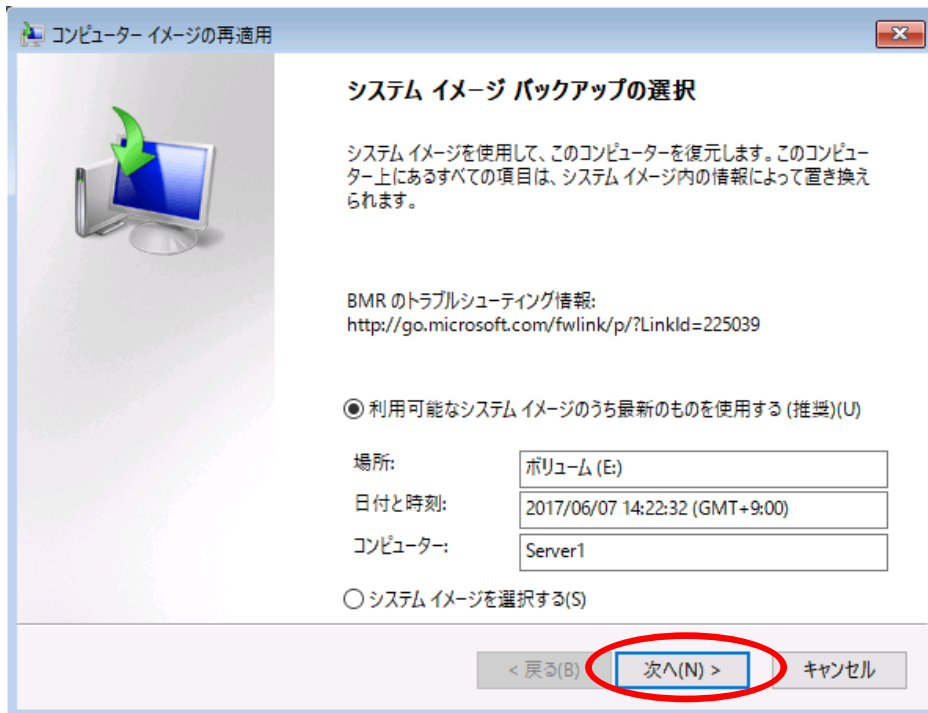 コンピューター イメージの再適用
システム イメージ バックアップの選択
システム イメージを使用して、このコンピューターを復元します。このコンピュー
ター上にあるすべての項目は、システム イメージ内の情報によって置き換え
られます。
BMR のトラブルシューティング情報:
http://go.microsoft.com/fwlink/p/?LinkId=225039
利用可能なシステム イメージのうち最新のものを使用する (推奨)(U)
場所: ボリューム (E:)
日付と時刻: 2017/06/07 14:22:32 (GMT+9:00)
コンピューター: Server1
システム イメージを選択する(S)
< 戻る(B) 次へ(N) > キャンセル